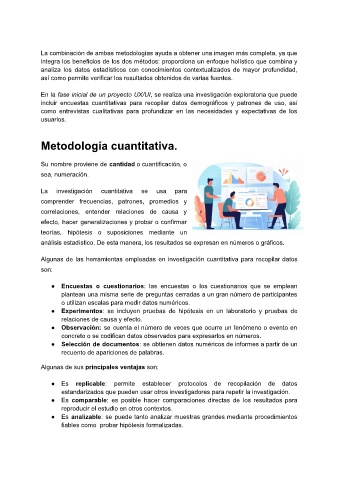 La combinación de ambas metodologías ayuda a obtener una imagen más completa, ya que
integra los beneficios de los dos métodos: proporciona un enfoque holístico que combina y
analiza los datos estadísticos con conocimientos contextualizados de mayor profundidad,
así como permite verificar los resultados obtenidos de varias fuentes.
En la fase inicial de un proyecto UX/UI, se realiza una investigación exploratoria que puede
incluir encuestas cuantitativas para recopilar datos demográficos y patrones de uso, así
como entrevistas cualitativas para profundizar en las necesidades y expectativas de los
usuarios.
Metodología cuantitativa.
Su nombre proviene de cantidad o cuantificación, o
sea, numeración.
La investigación cuantitativa se usa para
comprender frecuencias, patrones, promedios y
correlaciones, entender relaciones de causa y
efecto, hacer generalizaciones y probar o confirmar
teorías, hipótesis o suposiciones mediante un
análisis estadístico. De esta manera, los resultados se expresan en números o gráficos.
Algunas de las herramientas empleadas en investigación cuantitativa para recopilar datos
son:
● Encuestas o cuestionarios: las encuestas o los cuestionarios que se emplean
plantean una misma serie de preguntas cerradas a un gran número de participantes
o utilizan escalas para medir datos numéricos.
● Experimentos: se incluyen pruebas de hipótesis en un laboratorio y pruebas de
relaciones de causa y efecto.
● Observación: se cuenta el número de veces que ocurre un fenómeno o evento en
concreto o se codifican datos observados para expresarlos en números.
● Selección de documentos: se obtienen datos numéricos de informes a partir de un
recuento de apariciones de palabras.
Algunas de sus principales ventajas son:
● Es replicable: permite establecer protocolos de recopilación de datos
estandarizados que pueden usar otros investigadores para repetir la investigación.
● Es comparable: es posible hacer comparaciones directas de los resultados para
reproducir el estudio en otros contextos.
● Es analizable: se puede tanto analizar muestras grandes mediante procedimientos
fiables como probar hipótesis formalizadas.